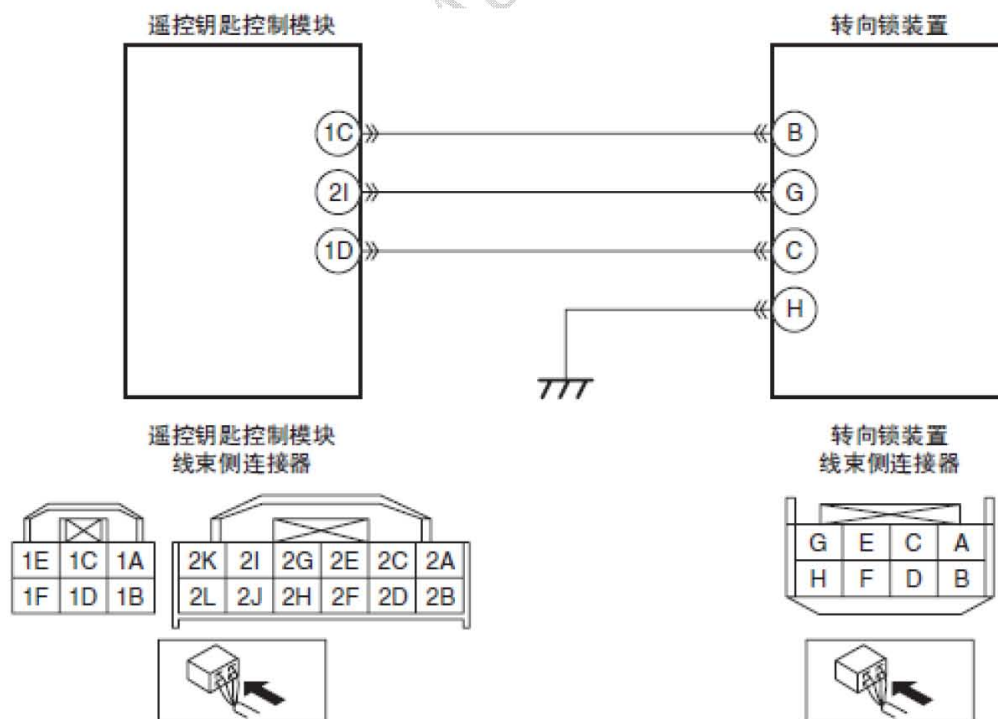 遥控钥匙控制模块
转向锁装置
1C
B
2I
G
1D
C
H
遥控钥匙控制模块
线束侧连接器
转向锁装置
线束侧连接器
1E 1C 1A
1F 1D 1B
2K 2I 2G 2E 2C 2A
2L 2J 2H 2F 2D 2B
G E C A
H F D B